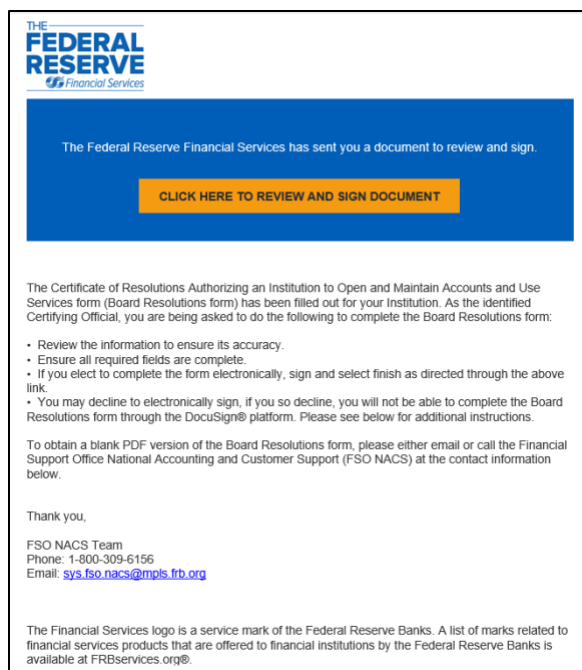 THE
FEDERAL
RESERVE
Financial Services
The Federal Reserve Financial Services has sent you a document to review and sign.
CLICK HERE TO REVIEW AND SIGN DOCUMENT
The Certificate of Resolutions Authorizing an Institution to Open and Maintain Accounts and Use
Services form (Board Resolutions form) has been filled out for your Institution. As the identified
Certifying Official, you are being asked to do the following to complete the Board Resolutions form:
• Review the information to ensure its accuracy.
• Ensure all required fields are complete.
• If you elect to complete the form electronically, sign and select finish as directed through the above
link.
• You may decline to electronically sign, if you so decline, you will not be able to complete the Board
Resolutions form through the DocuSign® platform. Please see below for additional instructions.
To obtain a blank PDF version of the Board Resolutions form, please either email or call the Financial
Support Office National Accounting and Customer Support (FSO NACS) at the contact information
below.
Thank you,
FSO NACS Team
Phone: 1-800-309-6156
Email: sys.fso.nacs@mpls.frb.org
The Financial Services logo is a service mark of the Federal Reserve Banks. A list of marks related to
financial services products that are offered to financial institutions by the Federal Reserve Banks is
available at FRBservices.org®.